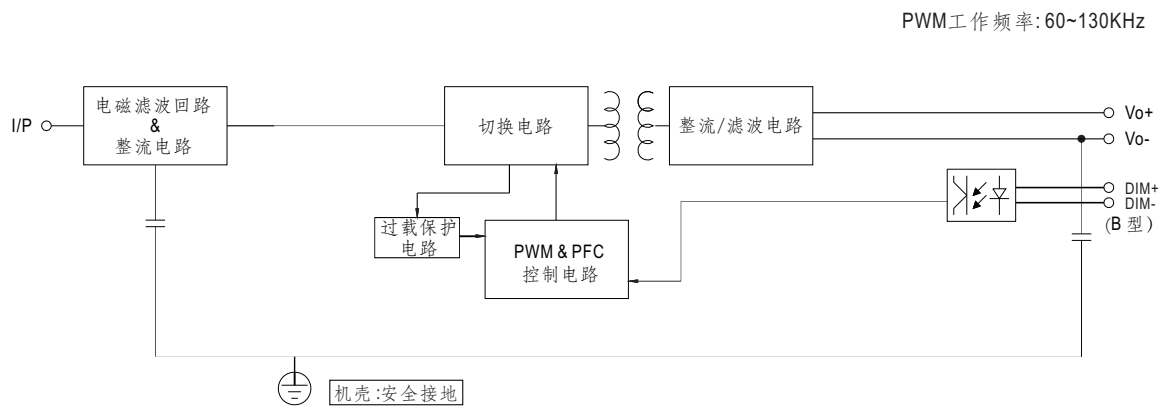 PWM工作频率: 60~130KHz
I/P
电磁滤波回路
&
整流电路
切换电路
整流/滤波电路
Vo+
Vo-
DIM+
DIM-
(B 型)
过载保护
电路
PWM & PFC
控制电路
机壳:安全接地